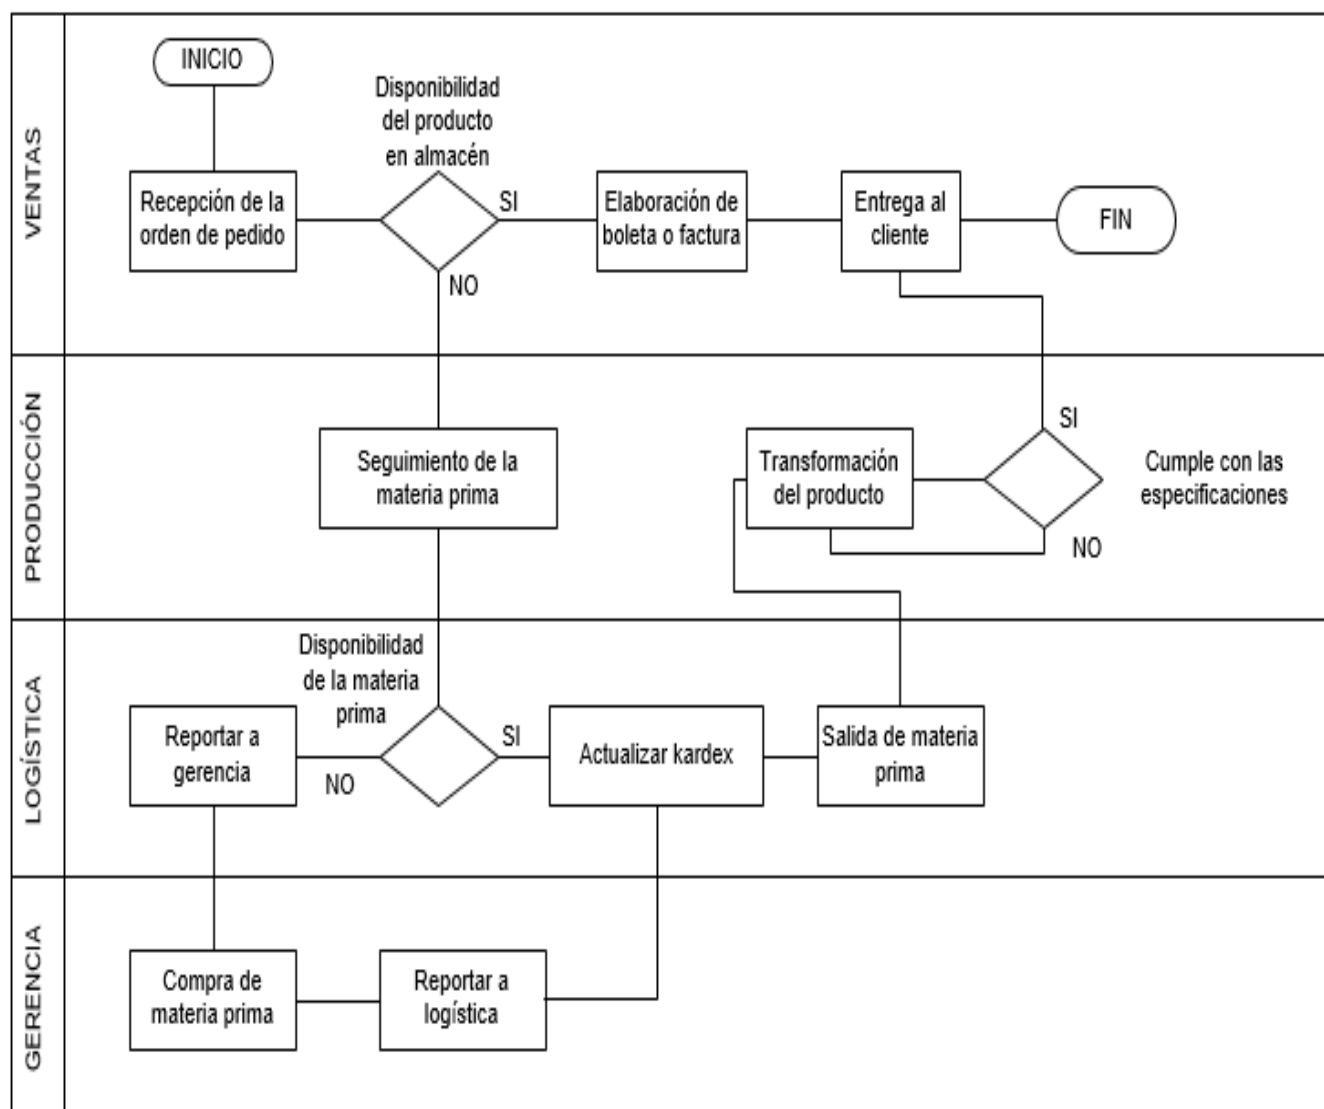 VENTAS
INICIO
Disponibilidad
del producto
en almacén
Recepción de la
orden de pedido
SI
NO
Elaboración de
boleta o factura
Entrega al
cliente
FIN
PRODUCCIÓN
Seguimiento de la
materia prima
Transformación
del producto
SI
NO
Cumple con las
especificaciones
LOGÍSTICA
Disponibilidad
de la materia
prima
Reportar a
gerencia
NO
SI
Actualizar kardex
Salida de materia
prima
GERENCIA
Compra de
materia prima
Reportar a
logística